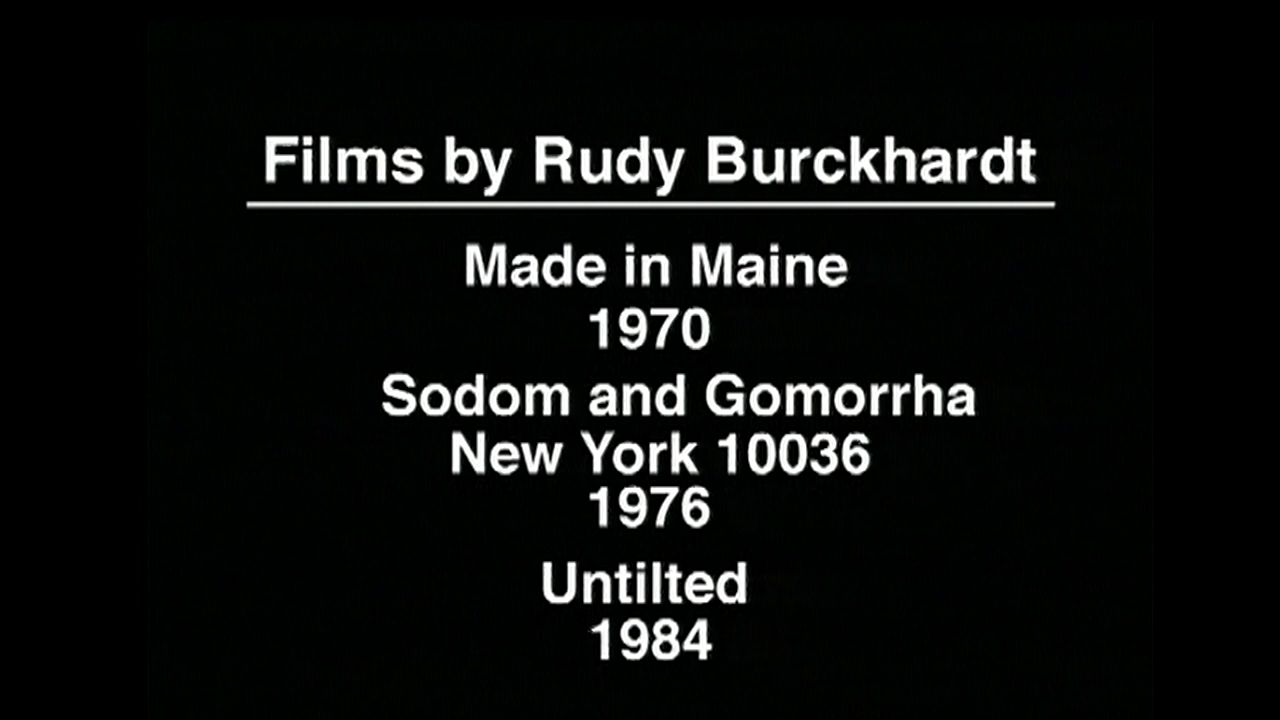 Films by Rudy Burckhardt
Made in Maine
1970
Sodom and Gomorrha
New York 10036
1976
Untilted
1984